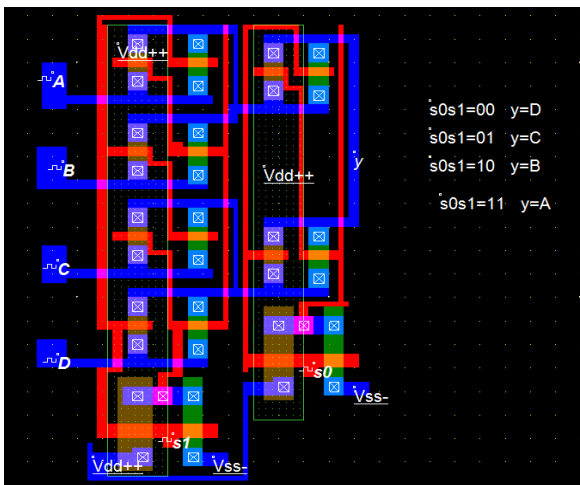 Vdd++
A
s0s1=00 y=D
s0s1=01 y=C
B
y
s0s1=10 y=B
Vdd++
s0s1=11 y=A
C
D
s0
Vss-
s1
Vdd++
Vss-